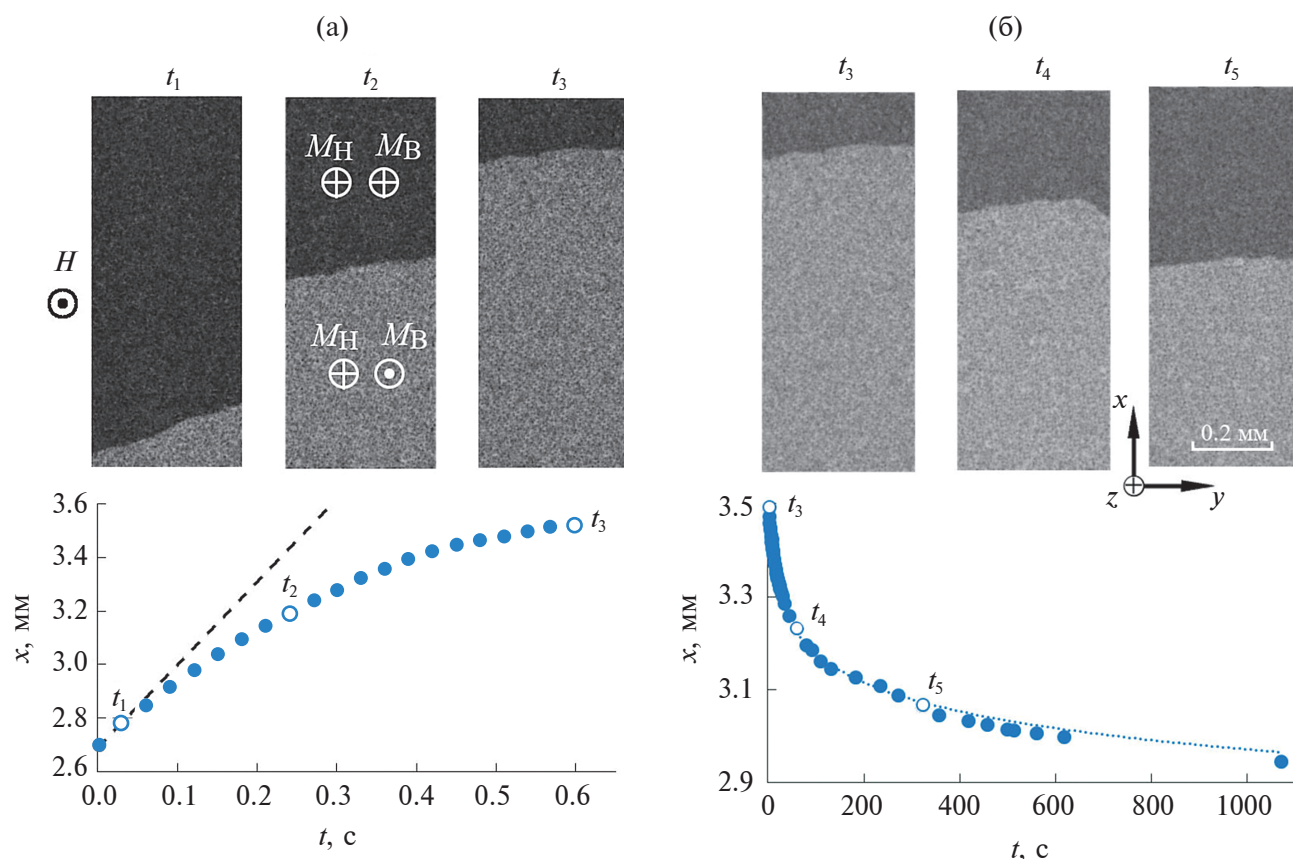 (а)
(б)
t1 t2 t3
t3 t4 t5
MН MВ
H
MН MВ
x
0.2 мм
z y
3.6
3.4
3.2
3.0
2.8
2.6
x, мм
t1
t2
t3
0.0 0.1 0.2 0.3 0.4 0.5 0.6
t, с
3.5
3.3
3.1
2.9
x, мм
t3
t4
t5
0 200 400 600 800 1000
t, с